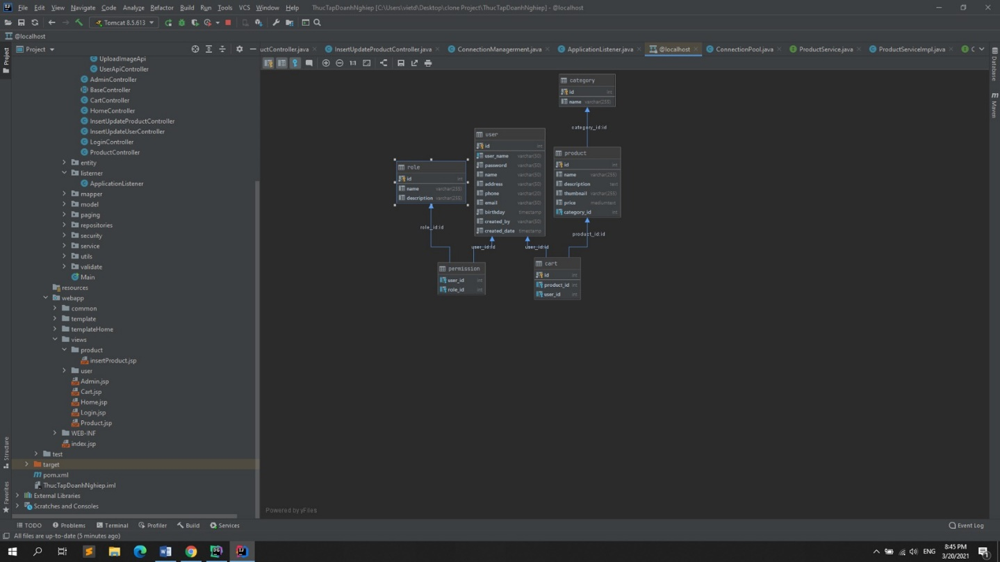 File Edit View Navigate Code Analyze Refactor Build Run Tools VCS Window Help ThucTapDoanhNghiep [C:\Users\vietd\Desktop\clone Project\ThucTapDoanhNghiep] - @localhost
Tomcat 8.5.613
@localhost
Project
uctController.java InsertUpdateProductController.java ConnectionManagerment.java ApplicationListener.java @localhost ConnectionPool.java ProductService.java ProductServiceImpl.java C
1:1
UploadImageApi
UserApiController
AdminController
BaseController
CartController
HomeController
InsertUpdateProductController
InsertUpdateUserController
LoginController
ProductController
entity
listerner
ApplicationListener
mapper
model
paging
repositories
security
service
utils
validate
Main
resources
webapp
common
template
templateHome
views
product
insertProduct.jsp
user
Admin.jsp
Cart.jsp
Home.jsp
Login.jsp
Product.jsp
WEB-INF
index.jsp
test
target
pom.xml
ThucTapDoanhNghiep.iml
External Libraries
Scratches and Consoles
Project
Structure
Favorites
category
id int
name varchar(255)
category_id:id
user
id int
user_name varchar(50)
password varchar(50)
name varchar(50)
address varchar(50)
phone varchar(20)
email varchar(50)
birthday timestamp
created_by varchar(50)
created_date timestamp
product
id int
name varchar(255)
description text
thumbnail varchar(255)
price mediumtext
category_id int
role
id int
name varchar(255)
description varchar(255)
role_id:id
user_id:id
user_id:id
product_id:id
permission
user_id int
role_id int
cart
id int
product_id int
user_id int
Powered by yFiles
Database
Maven
TODO Problems Terminal Profiler Build Services Event Log
All files are up-to-date (5 minutes ago)
ENG
8:45 PM
3/20/2021